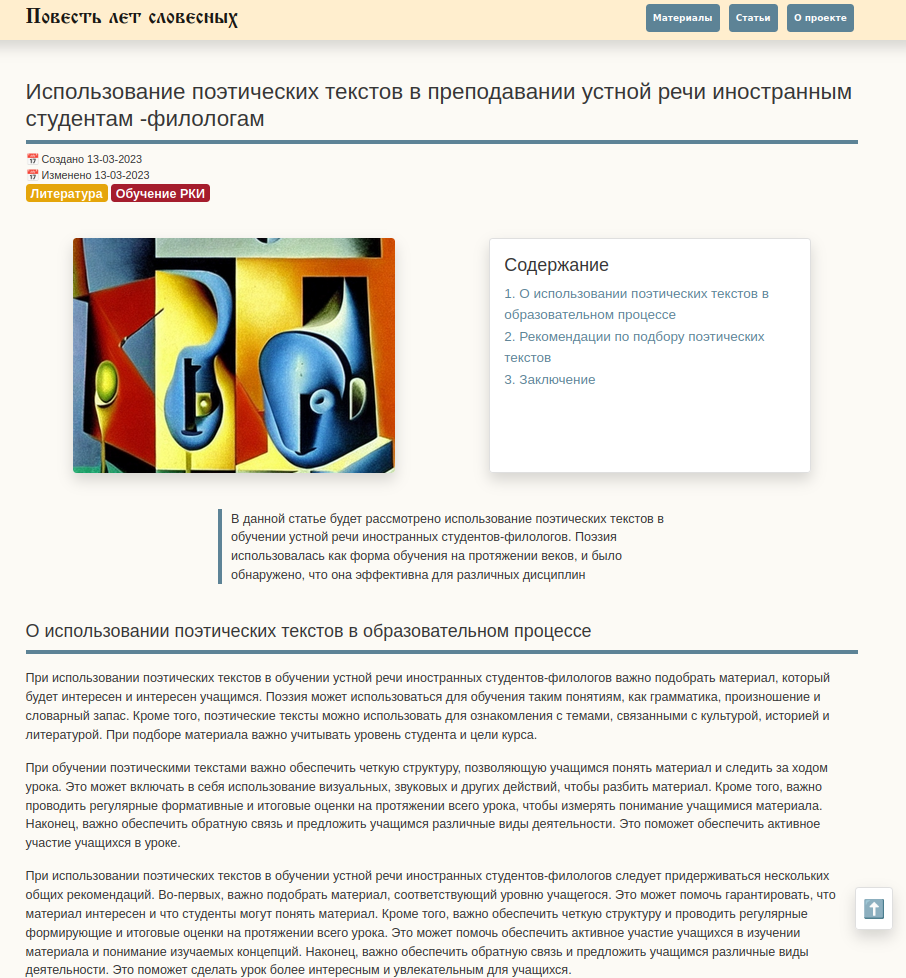 Повесть лет словесных
Материалы Статьи О проекте
Использование поэтических текстов в преподавании устной речи иностранным
студентам -филологам
Создано 13-03-2023
Изменено 13-03-2023
Литература Обучение РКИ
Содержание
1. О использовании поэтических текстов в
образовательном процессе
2. Рекомендации по подбору поэтических
текстов
3. Заключение
В данной статье будет рассмотрено использование поэтических текстов в
обучении устной речи иностранных студентов-филологов. Поэзия
использовалась как форма обучения на протяжении веков, и было
обнаружено, что она эффективна для различных дисциплин
О использовании поэтических текстов в образовательном процессе
При использовании поэтических текстов в обучении устной речи иностранных студентов-филологов важно подобрать материал, который
будет интересен и интересен учащимся. Поэзия может использоваться для обучения таким понятиям, как грамматика, произношение и
словарный запас. Кроме того, поэтические тексты можно использовать для ознакомления с темами, связанными с культурой, историей и
литературой. При подборе материала важно учитывать уровень студента и цели курса.
При обучении поэтическими текстами важно обеспечить четкую структуру, позволяющую учащимся понять материал и следить за ходом
урока. Это может включать в себя использование визуальных, звуковых и других действий, чтобы разбить материал. Кроме того, важно
проводить регулярные формативные и итоговые оценки на протяжении всего урока, чтобы измерять понимание учащимися материала.
Наконец, важно обеспечить обратную связь и предложить учащимся различные виды деятельности. Это поможет обеспечить активное
участие учащихся в уроке.
При использовании поэтических текстов в обучении устной речи иностранных студентов-филологов следует придерживаться нескольких
общих рекомендаций. Во-первых, важно подобрать материал, соответствующий уровню учащегося. Это может помочь гарантировать, что
материал интересен и что студенты могут понять материал. Кроме того, важно обеспечить четкую структуру и проводить регулярные
формирующие и итоговые оценки на протяжении всего урока. Это может помочь обеспечить активное участие учащихся в изучении
материала и понимание изучаемых концепций. Наконец, важно обеспечить обратную связь и предложить учащимся различные виды
деятельности. Это поможет сделать урок более интересным и увлекательным для учащихся.